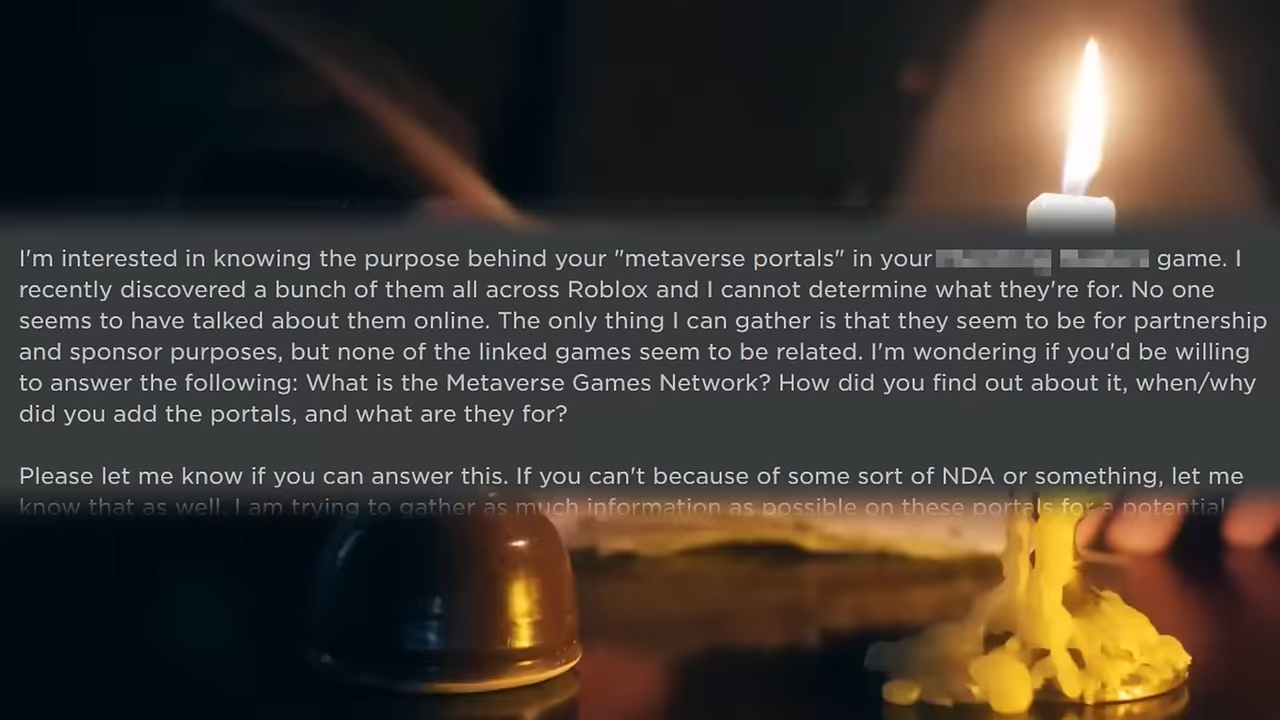 I'm interested in knowing the purpose behind your "metaverse portals" in your game. I
recently discovered a bunch of them all across Roblox and I cannot determine what they're for. No one
seems to have talked about them online. The only thing I can gather is that they seem to be for partnership
and sponsor purposes, but none of the linked games seem to be related. I'm wondering if you'd be willing
to answer the following: What is the Metaverse Games Network? How did you find out about it, when/why
did you add the portals, and what are they for?
Please let me know if you can answer this. If you can't because of some sort of NDA or something, let me
know that as well. I am trying to gather as much information as possible on these portals for a potential